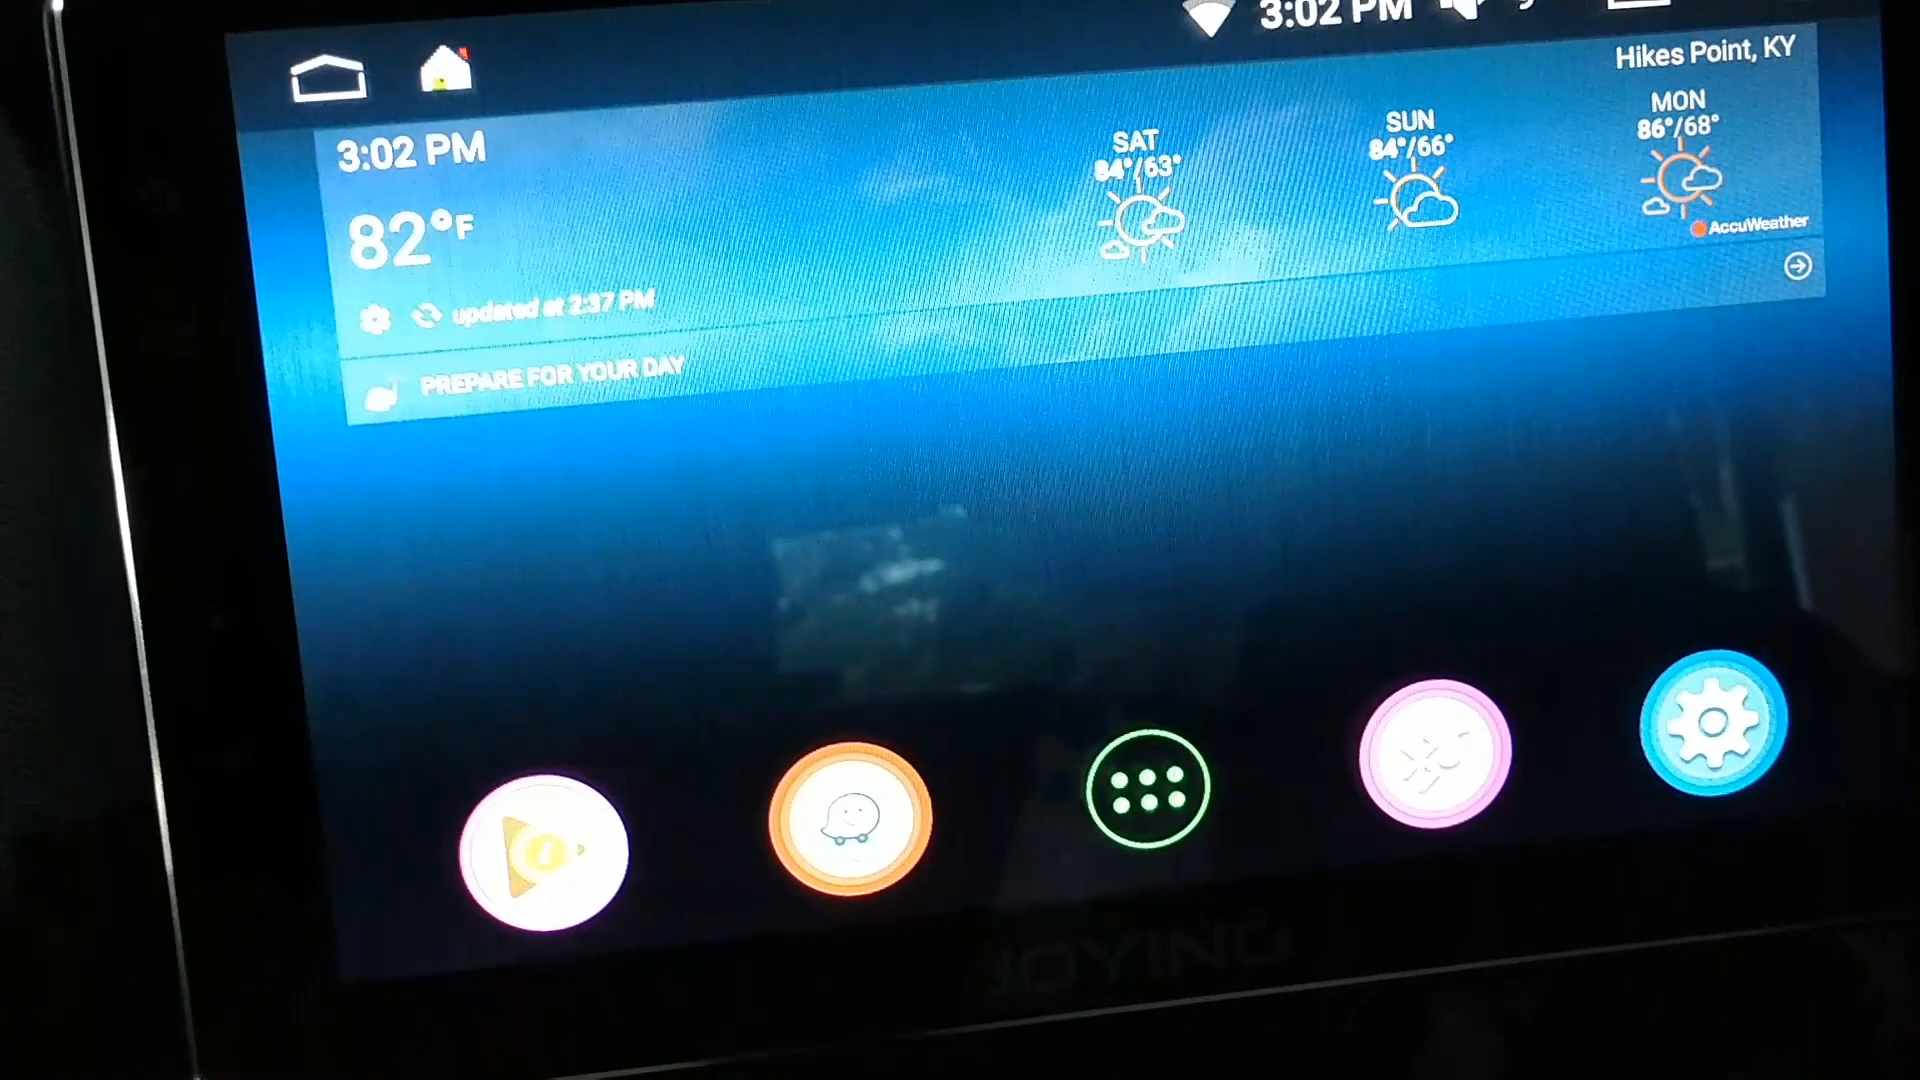 3:02 PM
Hikes Point, KY
3:02 PM
82°F
updated at 2:37 PM
SAT
84°/63°
SUN
84°/66°
MON
86°/68°
AccuWeather
PREPARE FOR YOUR DAY
JOYING